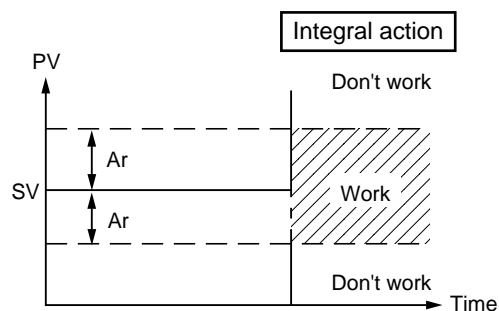 Integral action
PV
Don't work
Ar
SV
Work
Ar
Don't work
Time